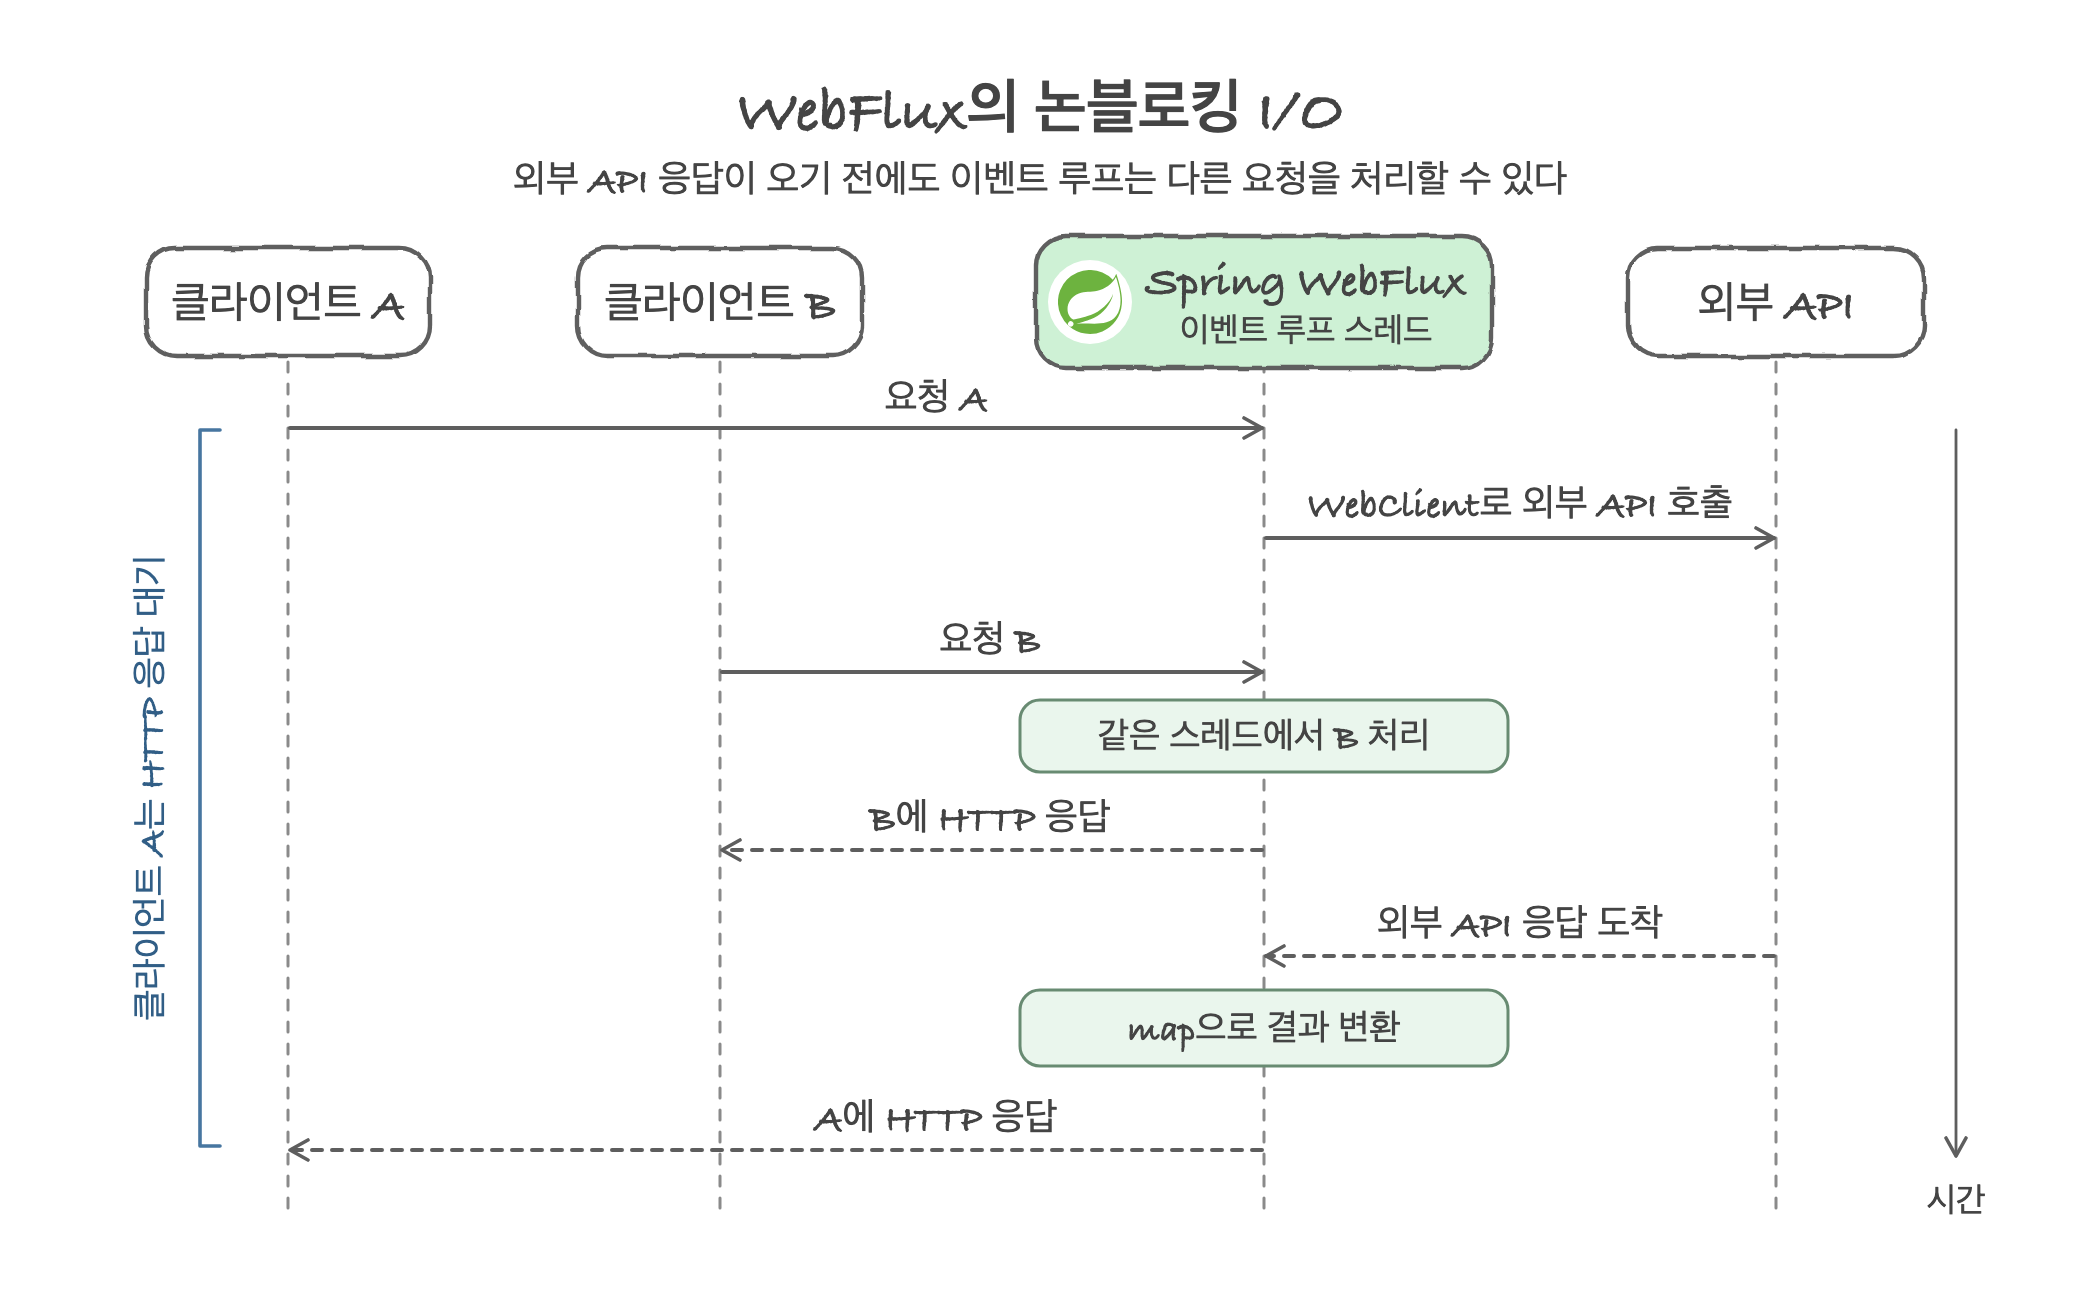 WebFlux의 논블로킹 I/O
외부 API 응답이 오기 전에도 이벤트 루프는 다른 요청을 처리할 수 있다
클라이언트 A
클라이언트 B
Spring WebFlux
이벤트 루프 스레드
외부 API
요청 A
WebClient로 외부 API 호출
요청 B
같은 스레드에서 B 처리
B에 HTTP 응답
외부 API 응답 도착
map으로 결과 변환
A에 HTTP 응답
클라이언트 A는 HTTP 응답 대기
시간